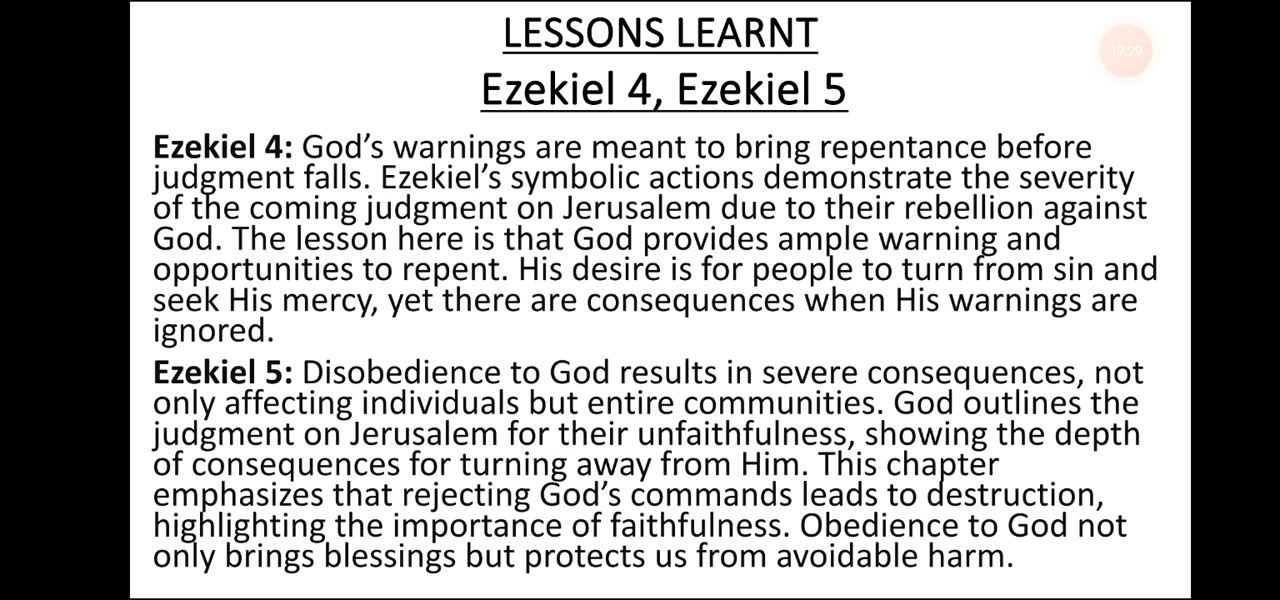 LESSONS LEARNT
17:29
Ezekiel 4, Ezekiel 5
Ezekiel 4: God’s warnings are meant to bring repentance before
judgment falls. Ezekiel’s symbolic actions demonstrate the severity
of the coming judgment on Jerusalem due to their rebellion against
God. The lesson here is that God provides ample warning and
opportunities to repent. His desire is for people to turn from sin and
seek His mercy, yet there are consequences when His warnings are
ignored.
Ezekiel 5: Disobedience to God results in severe consequences, not
only affecting individuals but entire communities. God outlines the
judgment on Jerusalem for their unfaithfulness, showing the depth
of consequences for turning away from Him. This chapter
emphasizes that rejecting God’s commands leads to destruction,
highlighting the importance of faithfulness. Obedience to God not
only brings blessings but protects us from avoidable harm.